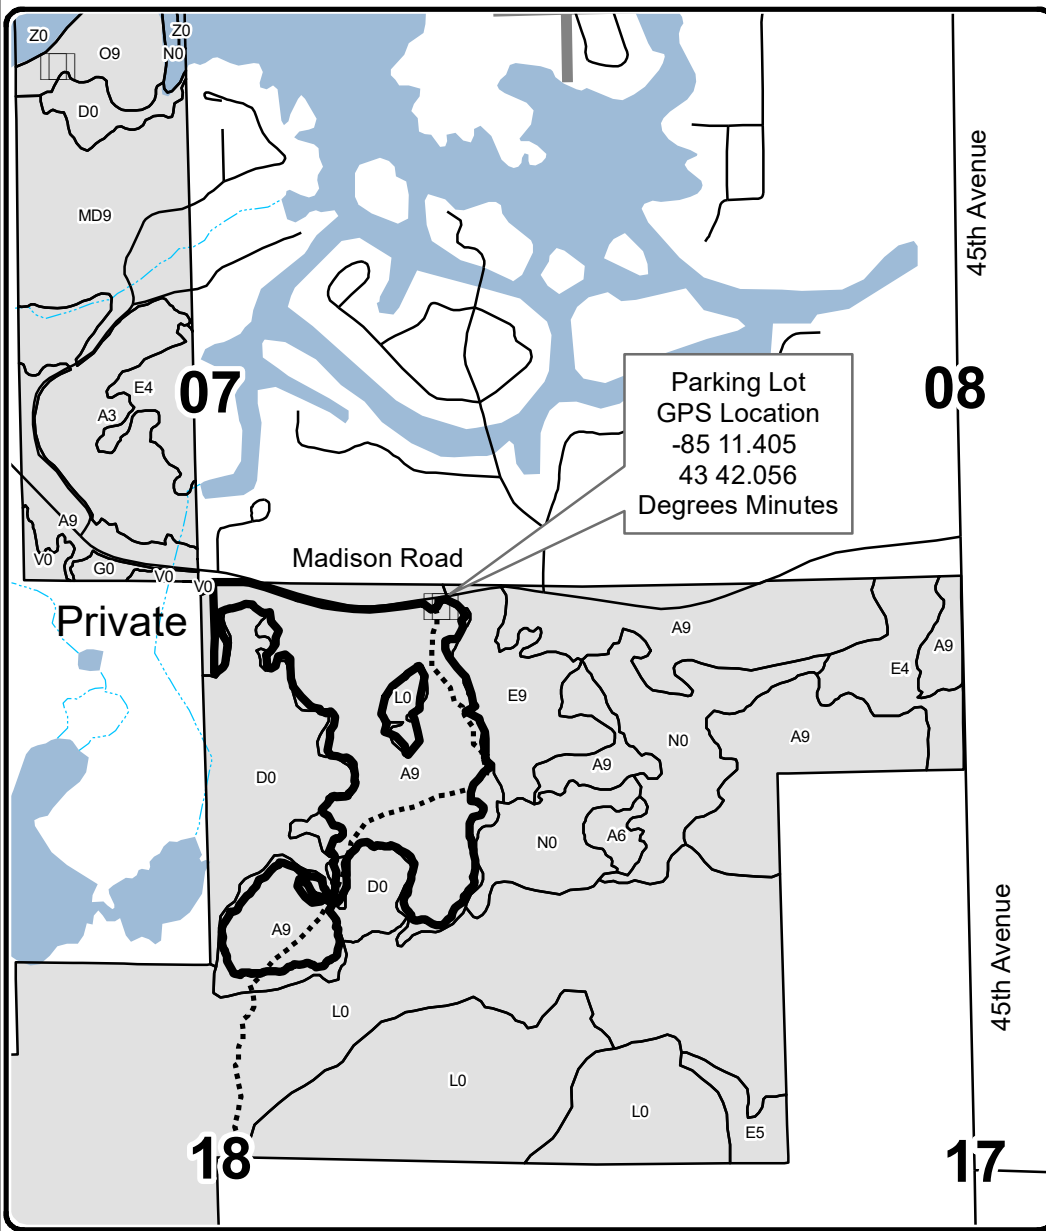 Z0
Z0
O9
N0
D0
MD9
45th Avenue
07
E4
A3
08
Parking Lot
GPS Location
-85 11.405
43 42.056
Degrees Minutes
A9
V0
G0
V0
V0
Madison Road
Private
A9
A9
E4
L0
E9
N0
A9
D0
A9
A9
N0
A6
D0
A9
45th Avenue
L0
L0
L0
E5
18
17